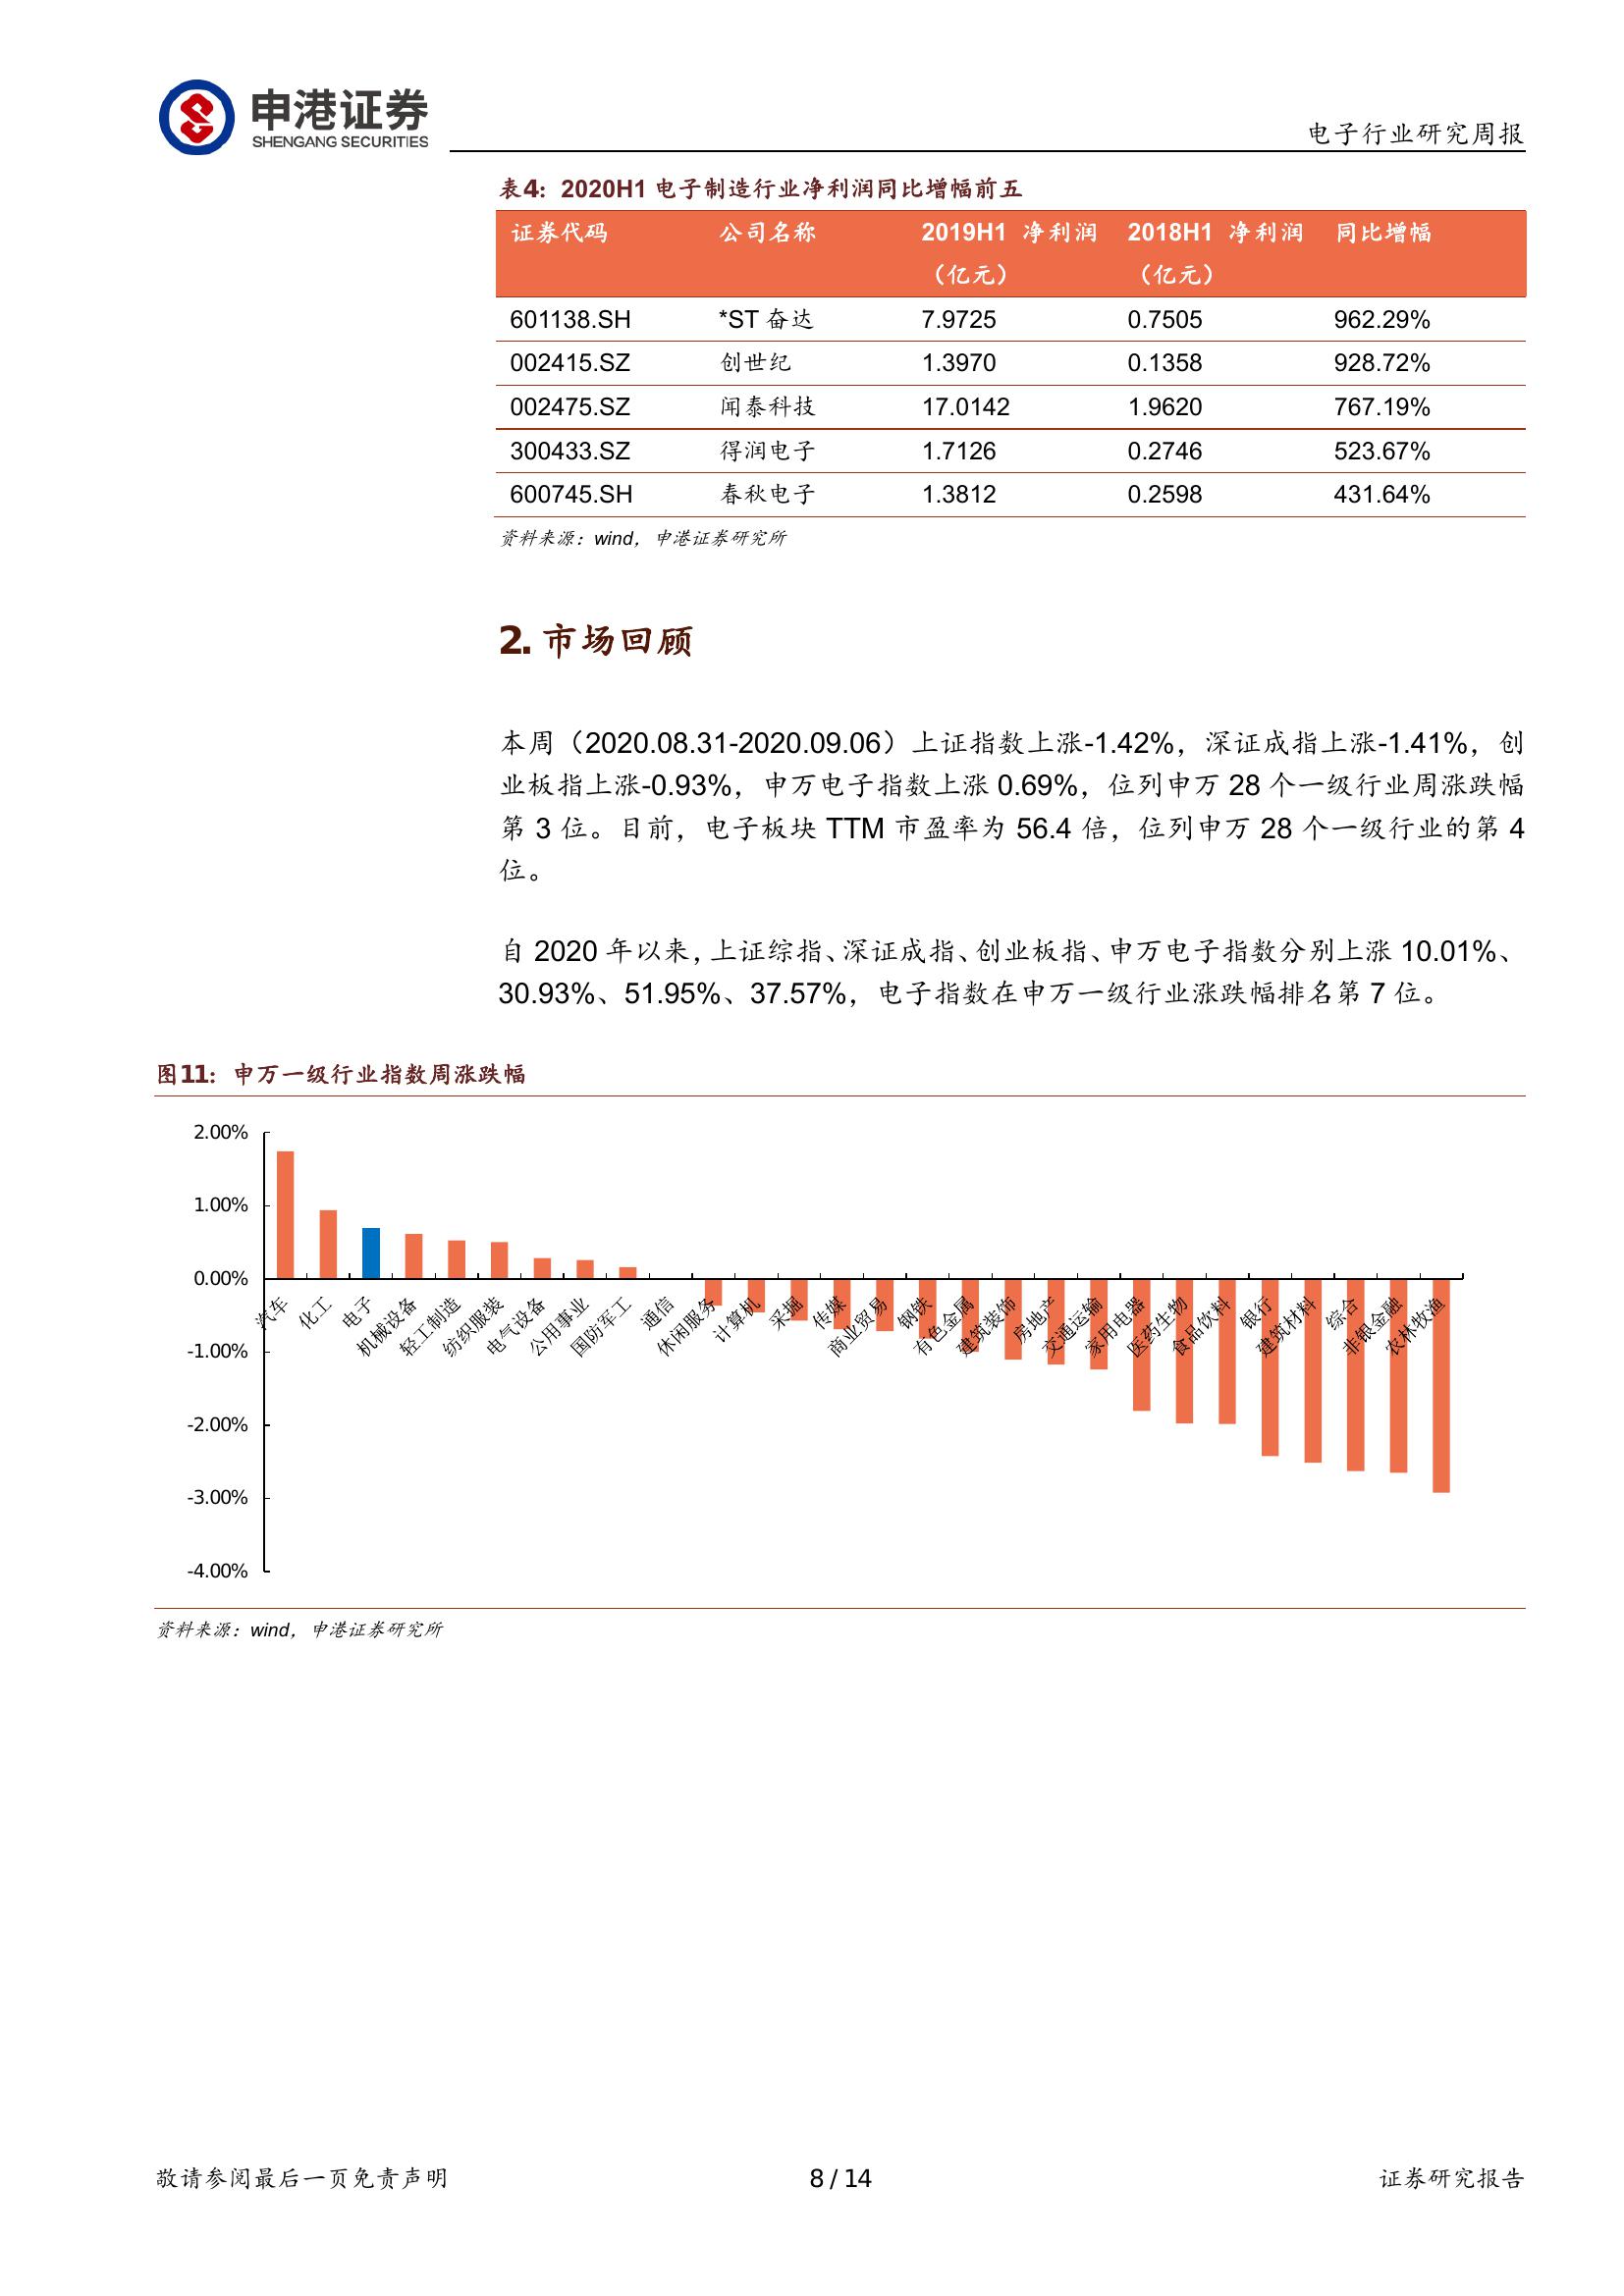 申港证券
SHENGANG SECURITIES
电子行业研究周报
表4：2020H1 电子制造行业净利润同比增幅前五
证券代码 公司名称 2019H1 净利润 2018H1 净利润 同比增幅
（亿元） （亿元）
601138.SH *ST 奋达 7.9725 0.7505 962.29%
002415.SZ 创世纪 1.3970 0.1358 928.72%
002475.SZ 闻泰科技 17.0142 1.9620 767.19%
300433.SZ 得润电子 1.7126 0.2746 523.67%
600745.SH 春秋电子 1.3812 0.2598 431.64%
资料来源：wind，申港证券研究所
2. 市场回顾
本周（2020.08.31-2020.09.06）上证指数上涨-1.42%，深证成指上涨-1.41%，创
业板指上涨-0.93%，申万电子指数上涨 0.69%，位列申万 28 个一级行业周涨跌幅
第 3 位。目前，电子板块 TTM 市盈率为 56.4 倍，位列申万 28 个一级行业的第 4
位。
自 2020 年以来，上证综指、深证成指、创业板指、申万电子指数分别上涨 10.01%、
30.93%、51.95%、37.57%，电子指数在申万一级行业涨跌幅排名第 7 位。
图11：申万一级行业指数周涨跌幅
2.00%
1.00%
0.00%
-1.00%
-2.00%
-3.00%
-4.00%
汽车 化工 电子 机械设备 轻工制造 纺织服装 电气设备 公用事业 国防军工 通信 休闲服务 计算机 采掘 传媒 商业贸易 钢铁 有色金属 建筑装饰 房地产 交通运输 家用电器 医药生物 食品饮料 银行 建筑材料 综合 非银金融 农林牧渔
资料来源：wind，申港证券研究所
敬请参阅最后一页免责声明 8 / 14 证券研究报告